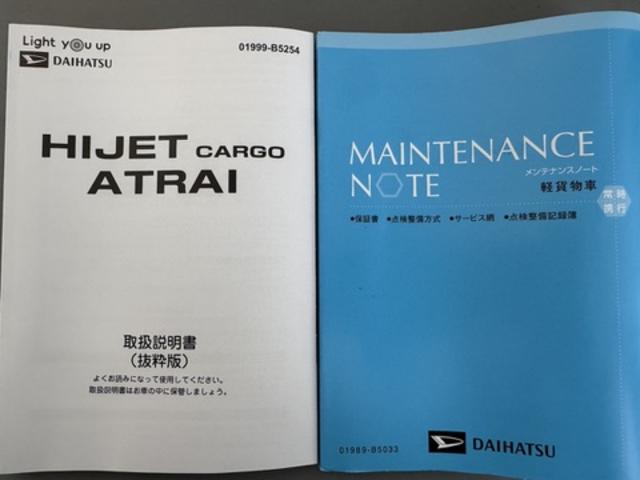 Light you up
DAIHATSU
01999-B5254
HIJET CARGO
ATRAI
取扱説明書
（抜粋版）
よくお読みになって使用してください。
取扱説明書はお車の中に保管しましょう。
MAINTENANCE
NOTE
メンテナンスノート
軽貨物車
常時
携行
●保証書 ●点検整備方式 ●サービス網 ●点検整備記録簿
01989-B5033
DAIHATSU